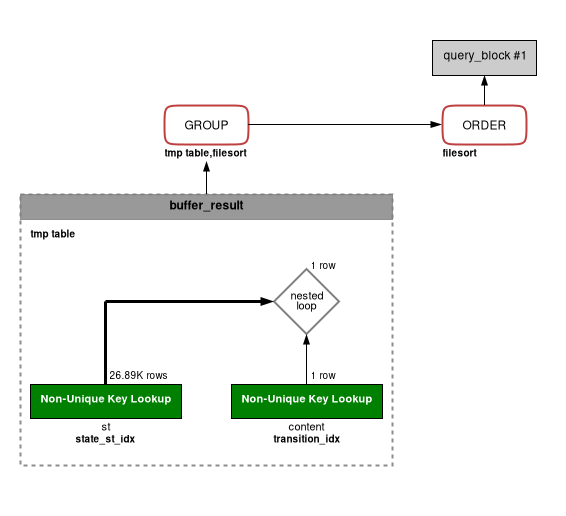 query_block #1
GROUP
ORDER
tmp table,filesort
filesort
buffer_result
tmp table
1 row
nested
loop
26.89K rows
1 row
Non-Unique Key Lookup
Non-Unique Key Lookup
st
content
state_st_idx
transition_idx